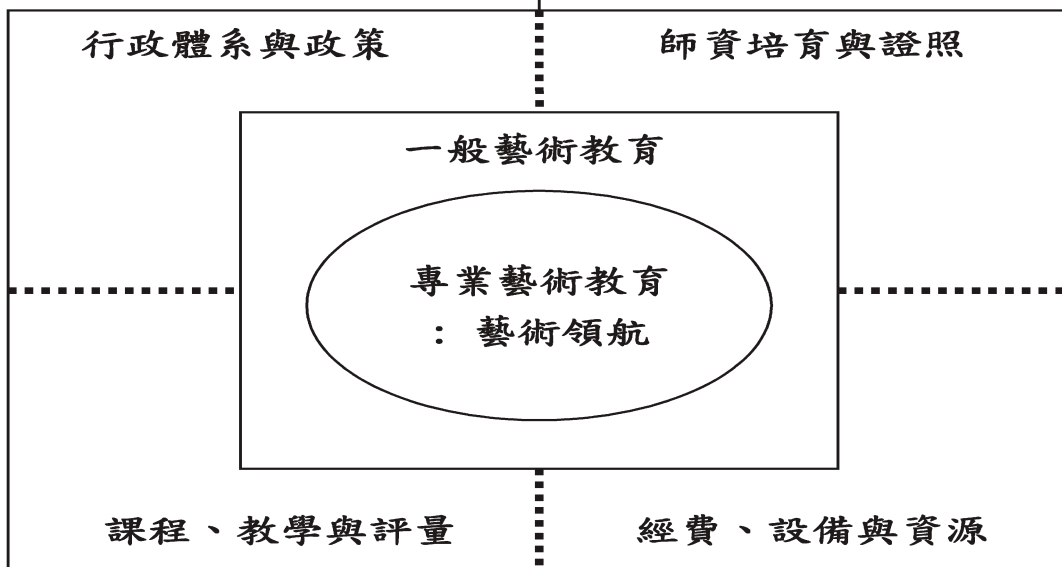 行政體系與政策
師資培育與證照
一般藝術教育
專業藝術教育
：藝術領航
課程、教學與評量
經費、設備與資源